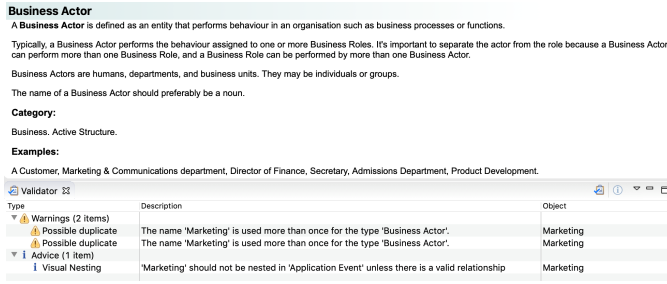 Business Actor
A Business Actor is defined as an entity that performs behaviour in an organisation such as business processes or functions.
Typically, a Business Actor performs the behaviour assigned to one or more Business Roles. It's important to separate the actor from the role because a Business Actor
can perform more than one Business Role, and a Business Role can be performed by more than one Business Actor.
Business Actors are humans, departments, and business units. They may be individuals or groups.
The name of a Business Actor should preferably be a noun.
Category:
Business. Active Structure.
Examples:
A Customer, Marketing & Communications department, Director of Finance, Secretary, Admissions Department, Product Development.
Validator
Type Description Object
Warnings (2 items)
Possible duplicate The name 'Marketing' is used more than once for the type 'Business Actor'. Marketing
Possible duplicate The name 'Marketing' is used more than once for the type 'Business Actor'. Marketing
Advice (1 item)
Visual Nesting 'Marketing' should not be nested in 'Application Event' unless there is a valid relationship Marketing